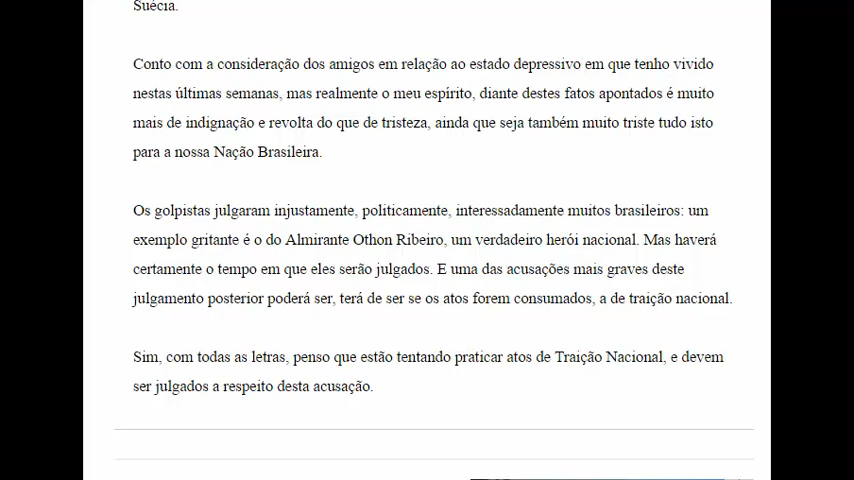 Suécia.
Conto com a consideração dos amigos em relação ao estado depressivo em que tenho vivido
nestas últimas semanas, mas realmente o meu espírito, diante destes fatos apontados é muito
mais de indignação e revolta do que de tristeza, ainda que seja também muito triste tudo isto
para a nossa Nação Brasileira.
Os golpistas julgaram injustamente, politicamente, interessadamente muitos brasileiros: um
exemplo gritante é o do Almirante Othon Ribeiro, um verdadeiro herói nacional. Mas haverá
certamente o tempo em que eles serão julgados. E uma das acusações mais graves deste
julgamento posterior poderá ser, terá de ser se os atos forem consumados, a de traição nacional.
Sim, com todas as letras, penso que estão tentando praticar atos de Traição Nacional, e devem
ser julgados a respeito desta acusação.